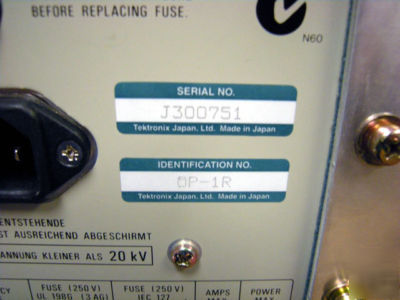 BEFORE REPLACING FUSE.
N60
SERIAL NO.
J300751
Tektronix Japan, Ltd. Made in Japan
IDENTIFICATION NO.
OP-1R
Tektronix Japan, Ltd. Made in Japan
ENTSTEHENDE
ST AUSREICHEND ABGESCHIRMT
ANNUNG KLEINER ALS 20 kV
CY FUSE (250 V) FUSE (250 V) AMPS POWER
UL 198G (3 AG) IEC 127